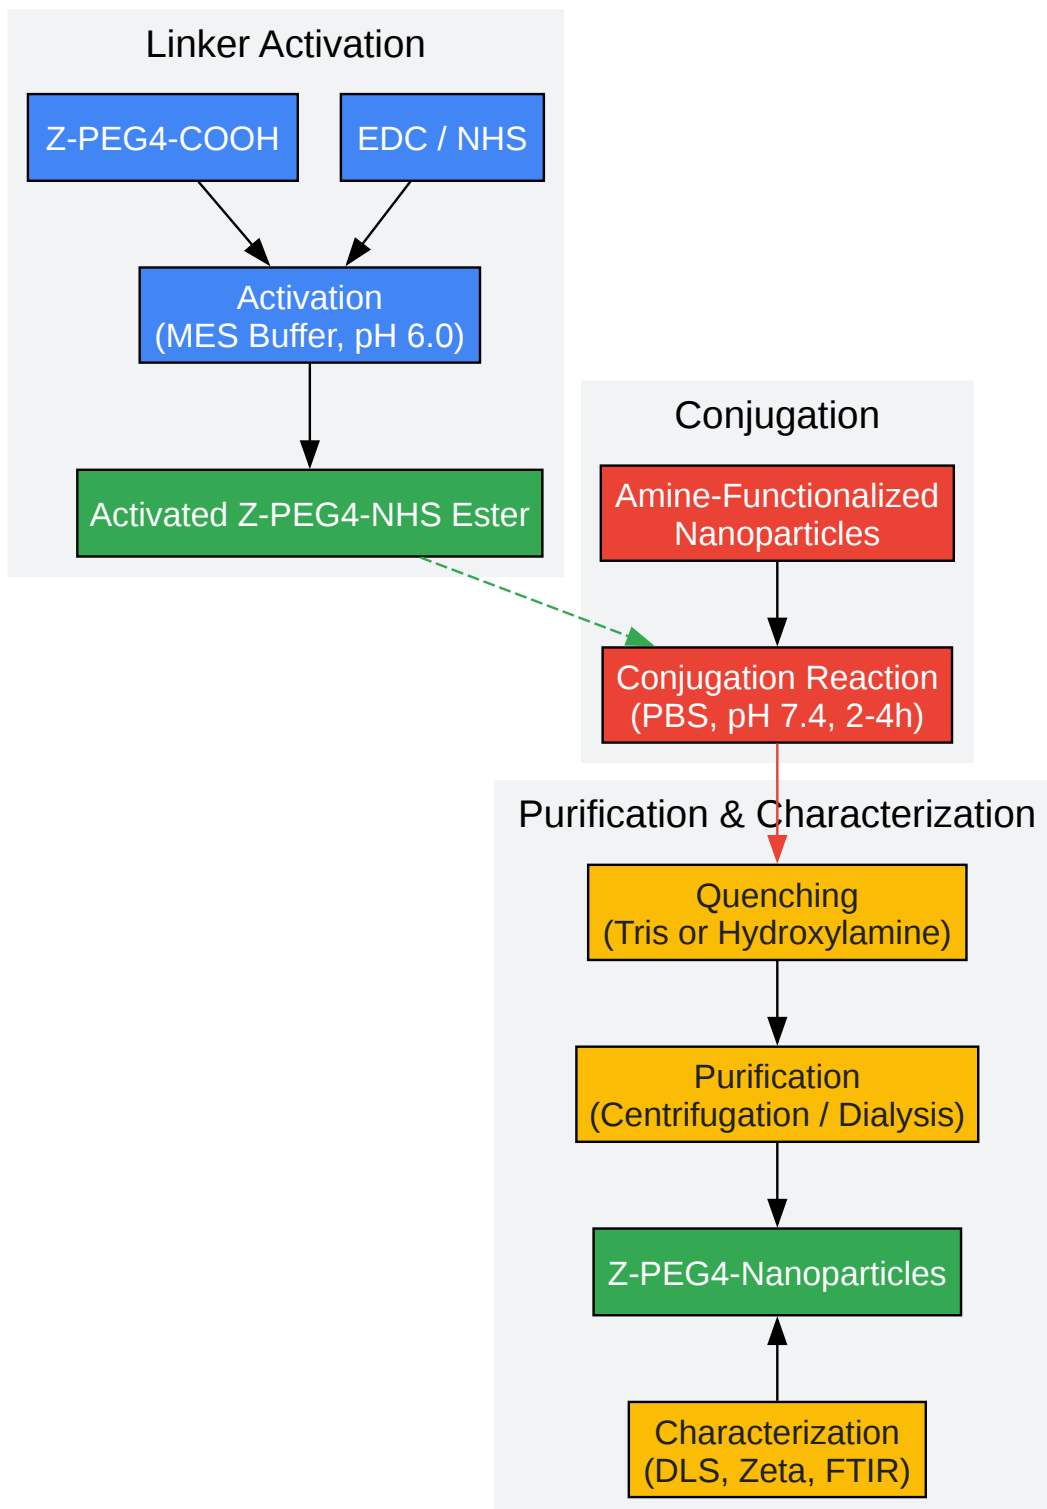 Linker Activation
Z-PEG4-COOH
EDC / NHS
Activation
(MES Buffer, pH 6.0)
Activated Z-PEG4-NHS Ester
Conjugation
Amine-Functionalized
Nanoparticles
Conjugation Reaction
(PBS, pH 7.4, 2-4h)
Purification & Characterization
Quenching
(Tris or Hydroxylamine)
Purification
(Centrifugation / Dialysis)
Z-PEG4-Nanoparticles
Characterization
(DLS, Zeta, FTIR)